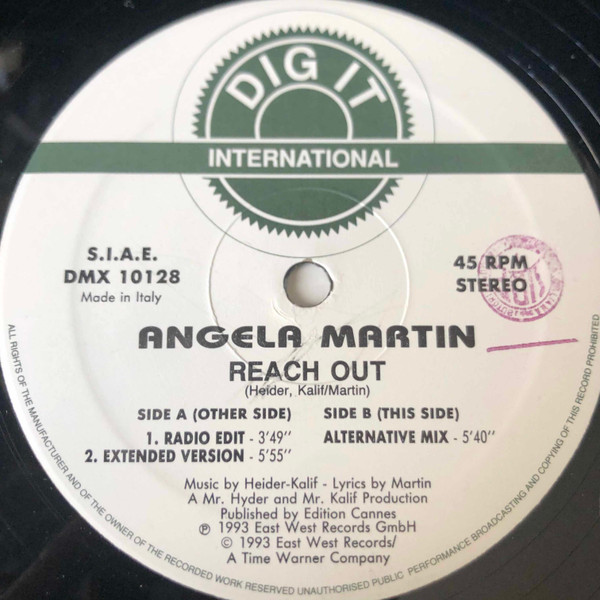 DIG IT
INTERNATIONAL
S.I.A.E.
DMX 10128
Made in Italy
45 RPM
STEREO
ANGELA MARTIN
REACH OUT
(Heider, Kalif/Martin)
SIDE A (OTHER SIDE)
1. RADIO EDIT - 3'49"
2. EXTENDED VERSION - 5'55"
SIDE B (THIS SIDE)
ALTERNATIVE MIX - 5'40"
Music by Heider-Kalif - Lyrics by Martin
A Mr. Hyder and Mr. Kalif Production
Published by Edition Cannes
℗ 1993 East West Records GmbH
© 1993 East West Records/
A Time Warner Company
ALL RIGHTS OF THE MANUFACTURER AND OF THE OWNER OF THE RECORDED WORK RESERVED UNAUTHORISED PUBLIC PERFORMANCE BROADCASTING AND COPYING OF THIS RECORD PROHIBITED